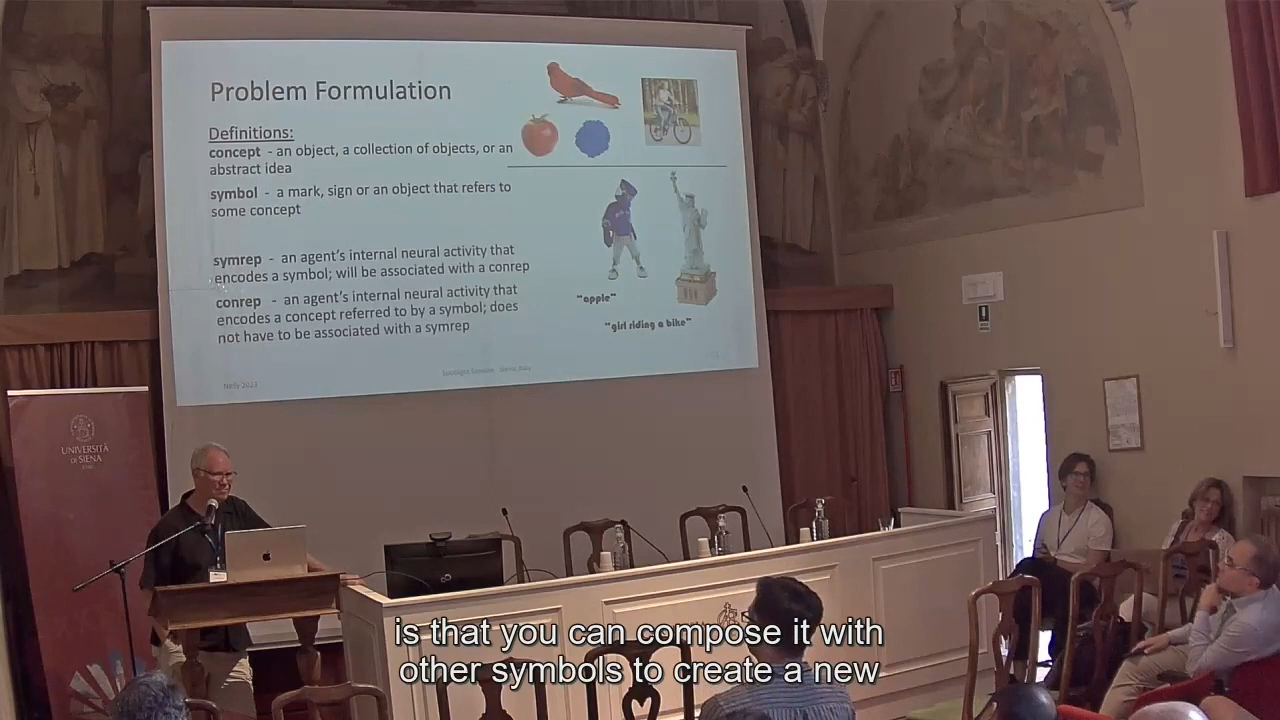 Problem Formulation
Definitions:
concept - an object, a collection of objects, or an
abstract idea
symbol - a mark, sign or an object that refers to
some concept
symrep - an agent's internal neural activity that
encodes a symbol; will be associated with a conrep
conrep - an agent's internal neural activity that
encodes a concept referred to by a symbol; does
not have to be associated with a symrep
"apple"
"girl riding a bike"
UNIVERSITÀ
DI SIENA
is that you can compose it with
other symbols to create a new